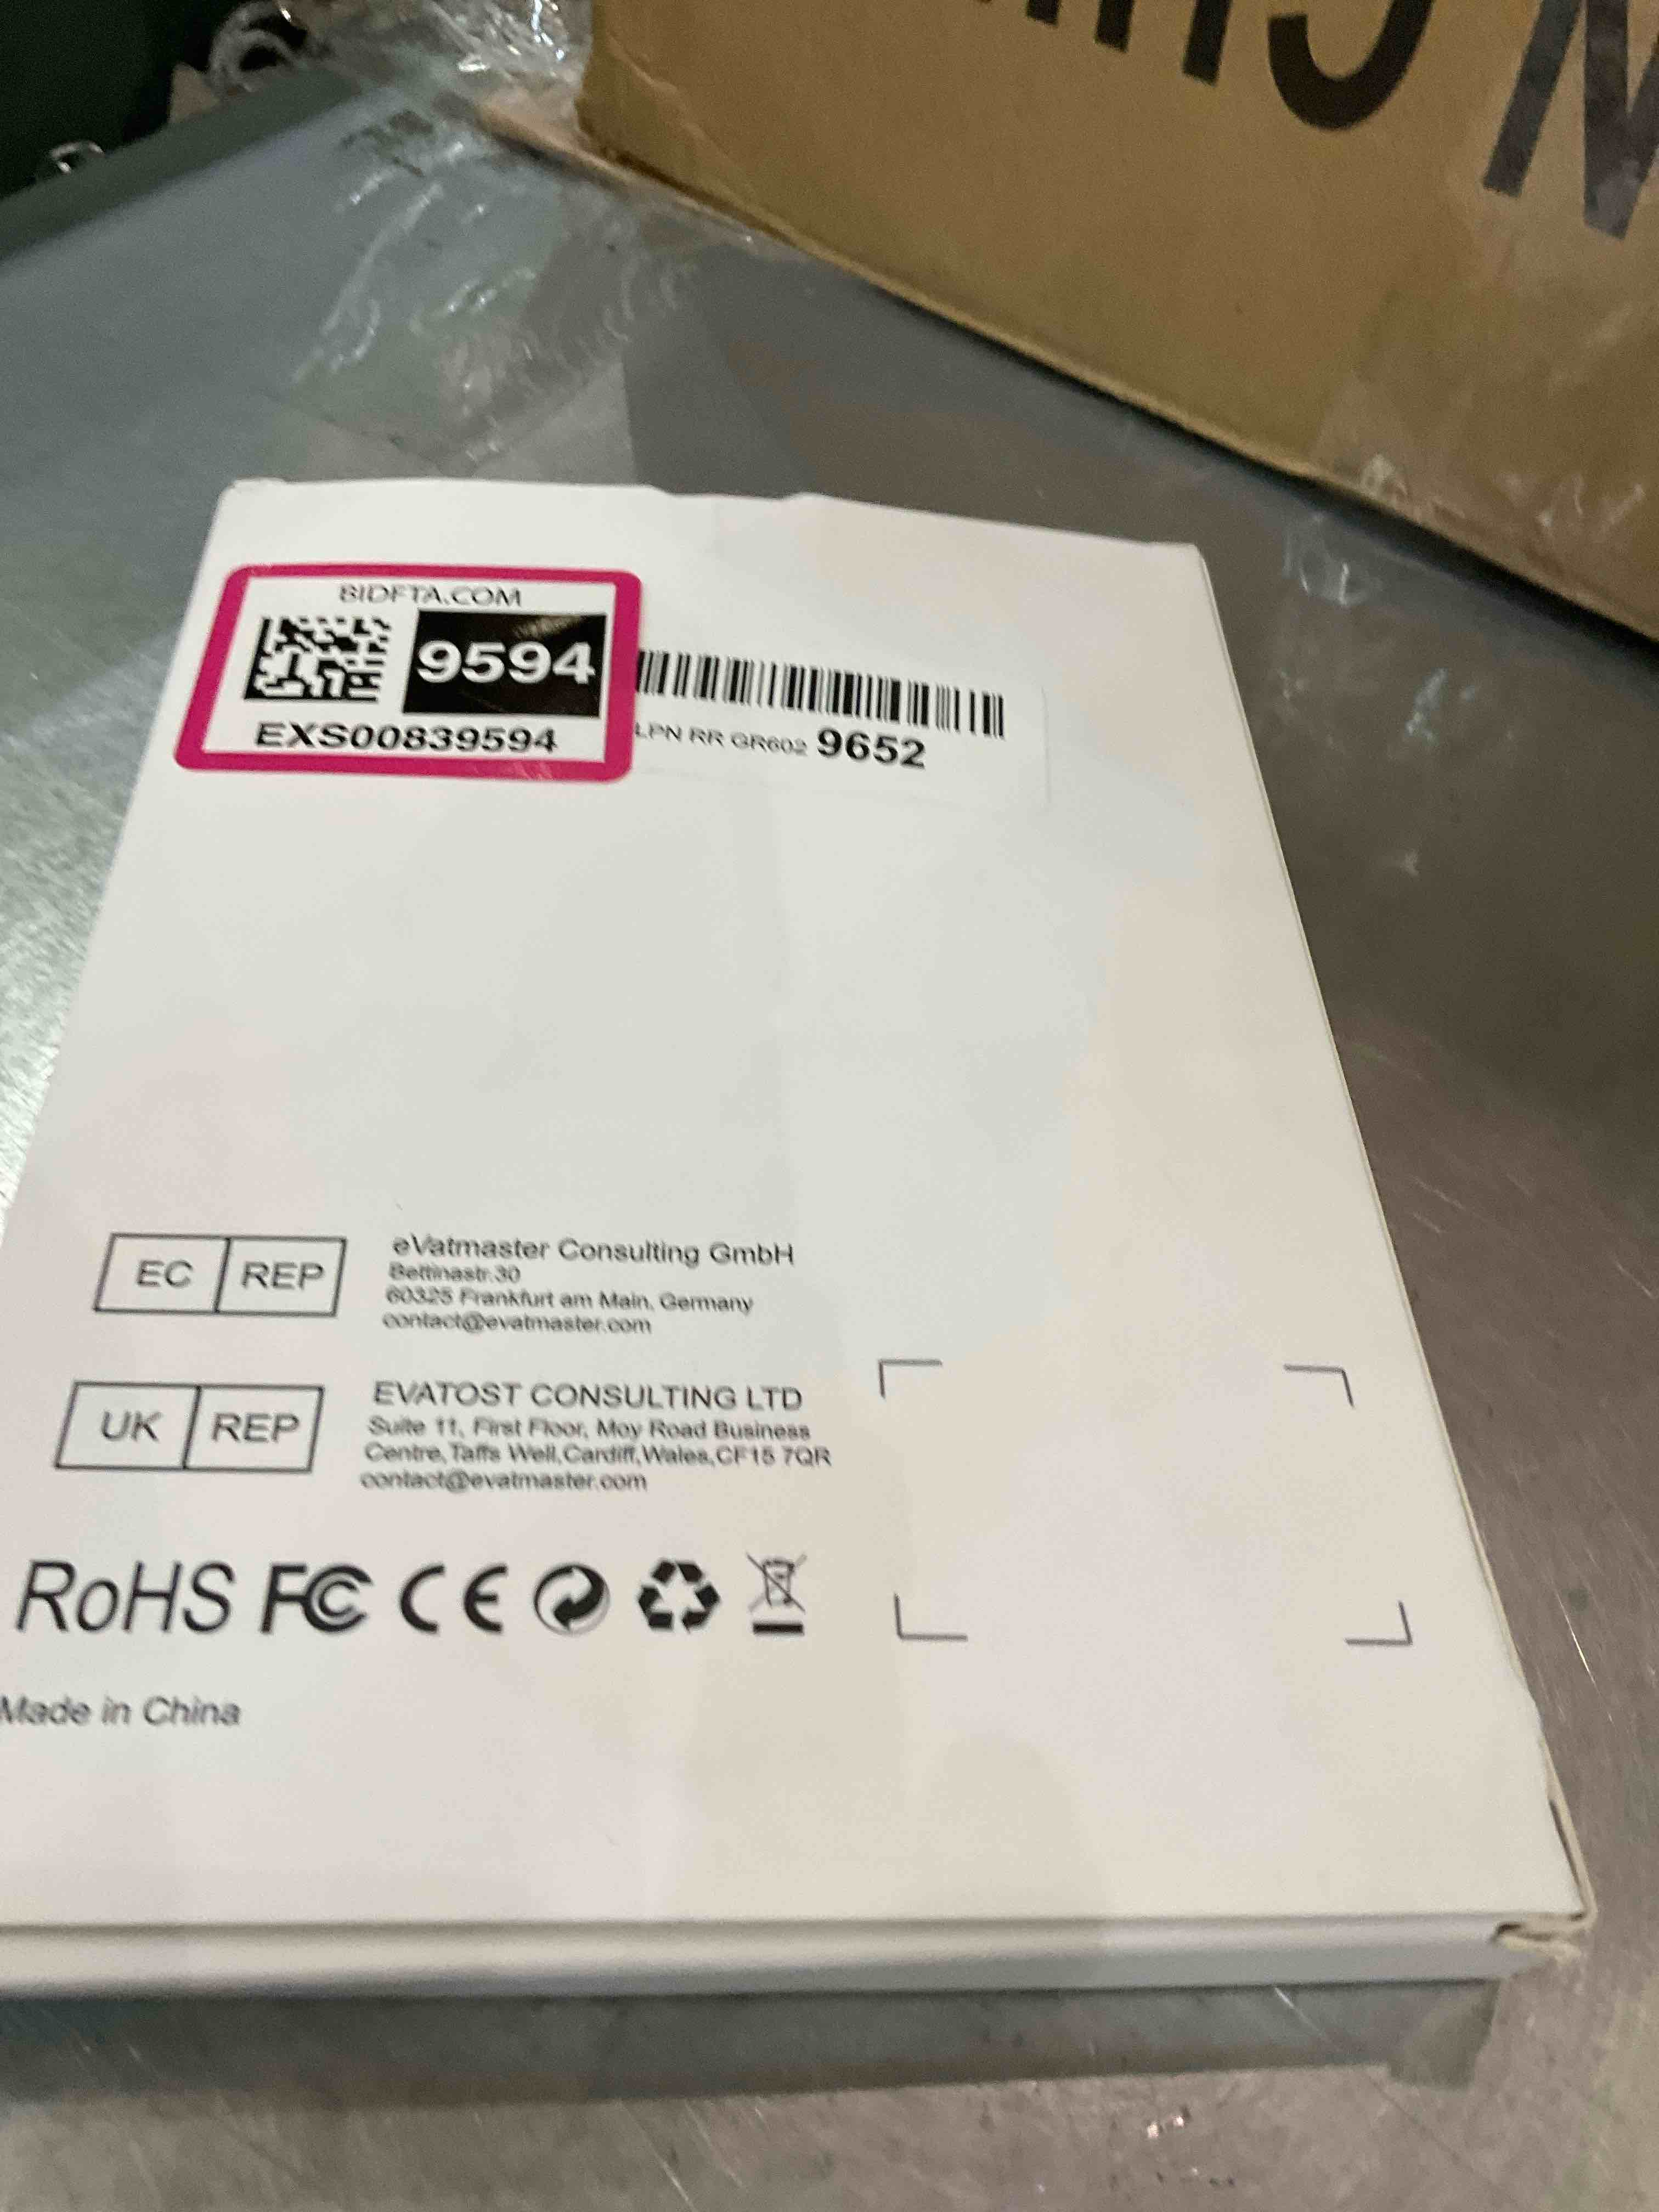 BIDFTA.COM
9594
EXS00839594
LPN RR GR602 9652
EC REP
eVatmaster Consulting GmbH
Bettinastr.30
60325 Frankfurt am Main, Germany
contact@evatmaster.com
UK REP
EVATOST CONSULTING LTD
Suite 11, First Floor, Moy Road Business
Centre,Taffs Well,Cardiff,Wales,CF15 7QR
contact@evatmaster.com
RoHS FC CE
Made in China